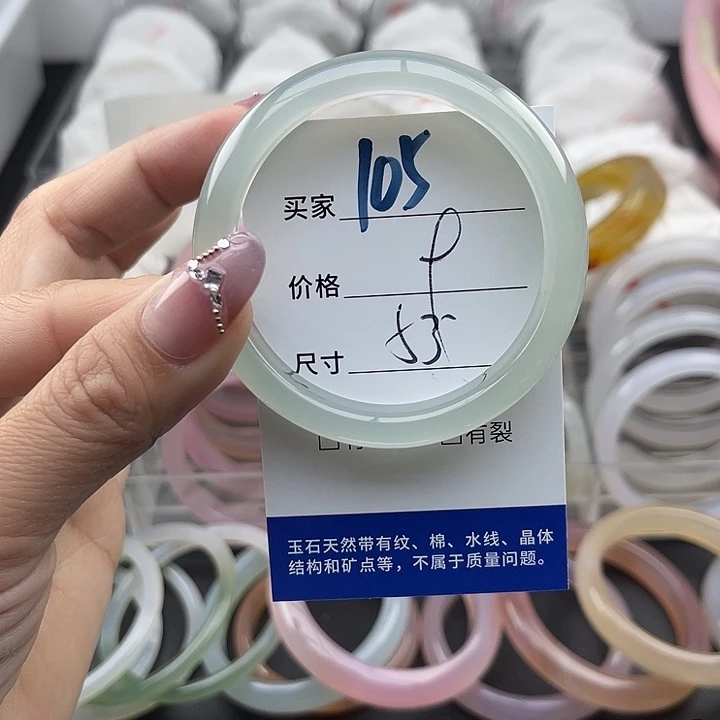 买家 105
价格
尺寸 53
有裂
玉石天然带有纹、棉、水线、晶体
结构和矿点等，不属于质量问题。